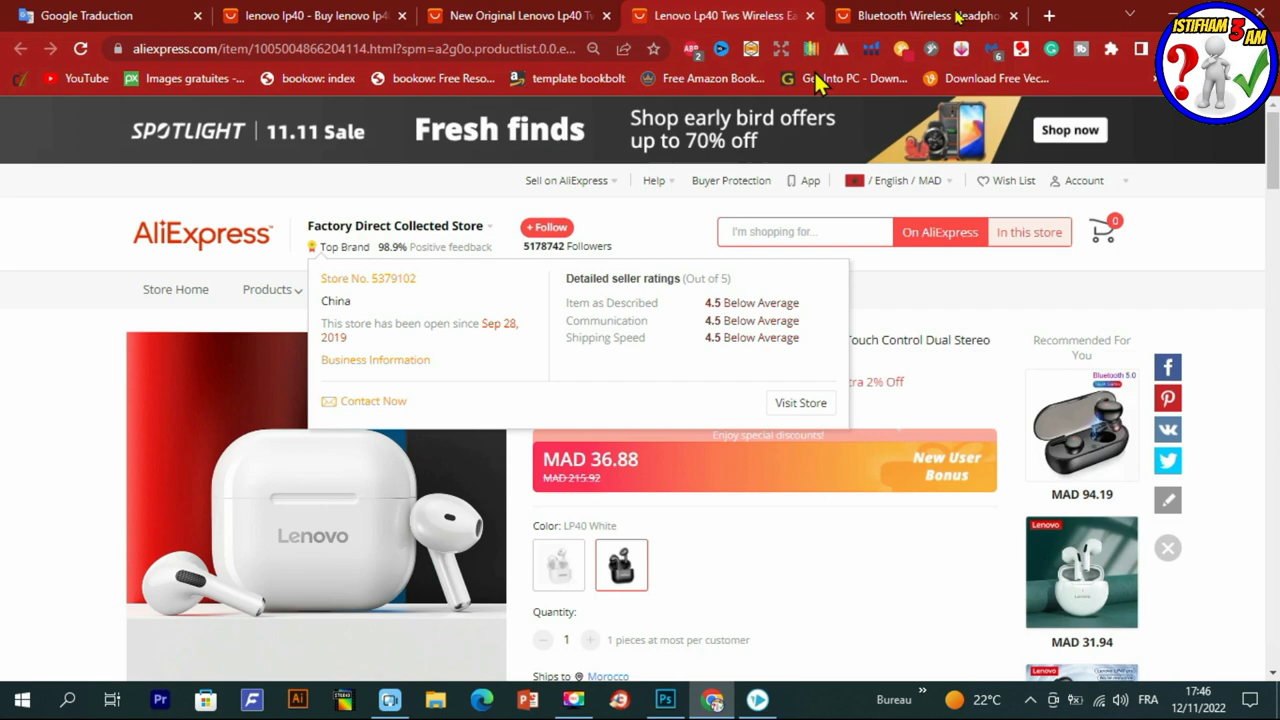 Google Traduction
lenovo lp40 - Buy lenovo lp4
New Original Lenovo Lp40 Tw
Lenovo Lp40 Tws Wireless Ea
Bluetooth Wireless Headpho
aliexpress.com/item/1005004866204114.html?spm=a2g0o.productlist.0.0.e...
YouTube
Images gratuites -...
bookow: index
bookow: Free Reso...
template bookbolt
Free Amazon Book...
Get Into PC - Down...
Download Free Vec...
ISTIFHAM 3 AM
SPOTLIGHT | 11.11 Sale
Fresh finds
Shop early bird offers
up to 70% off
Shop now
Sell on AliExpress
Help
Buyer Protection
App
/ English / MAD
Wish List
Account
AliExpress
Factory Direct Collected Store
+ Follow
Top Brand 98.9% Positive feedback
5178742 Followers
I'm shopping for...
On AliExpress
In this store
0
Store No. 5379102
China
This store has been open since Sep 28,
2019
Business Information
Contact Now
Detailed seller ratings (Out of 5)
Item as Described 4.5 Below Average
Communication 4.5 Below Average
Shipping Speed 4.5 Below Average
Visit Store
Store Home
Products
Touch Control Dual Stereo
tra 2% Off
Recommended For
You
Bluetooth 5.0
MAD 94.19
Lenovo
MAD 31.94
Lenovo
Enjoy special discounts!
MAD 36.88
MAD 215.92
New User
Bonus
Lenovo
Color: LP40 White
Quantity:
1
1 pieces at most per customer
Ships to Morocco
Bureau
22°C
FRA
17:46
12/11/2022